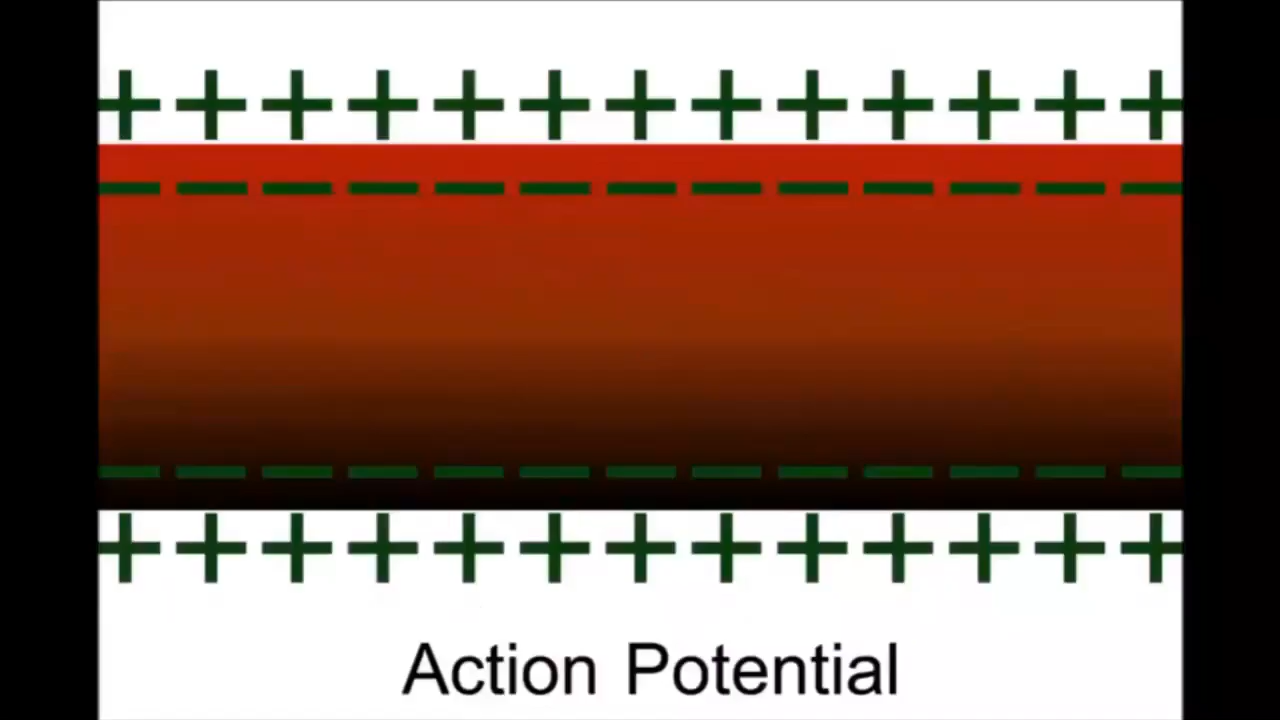 + + + + + + + + + + + + +
− − − − − − − − − − − − −
− − − − − − − − − − − − −
+ + + + + + + + + + + + +
Action Potential